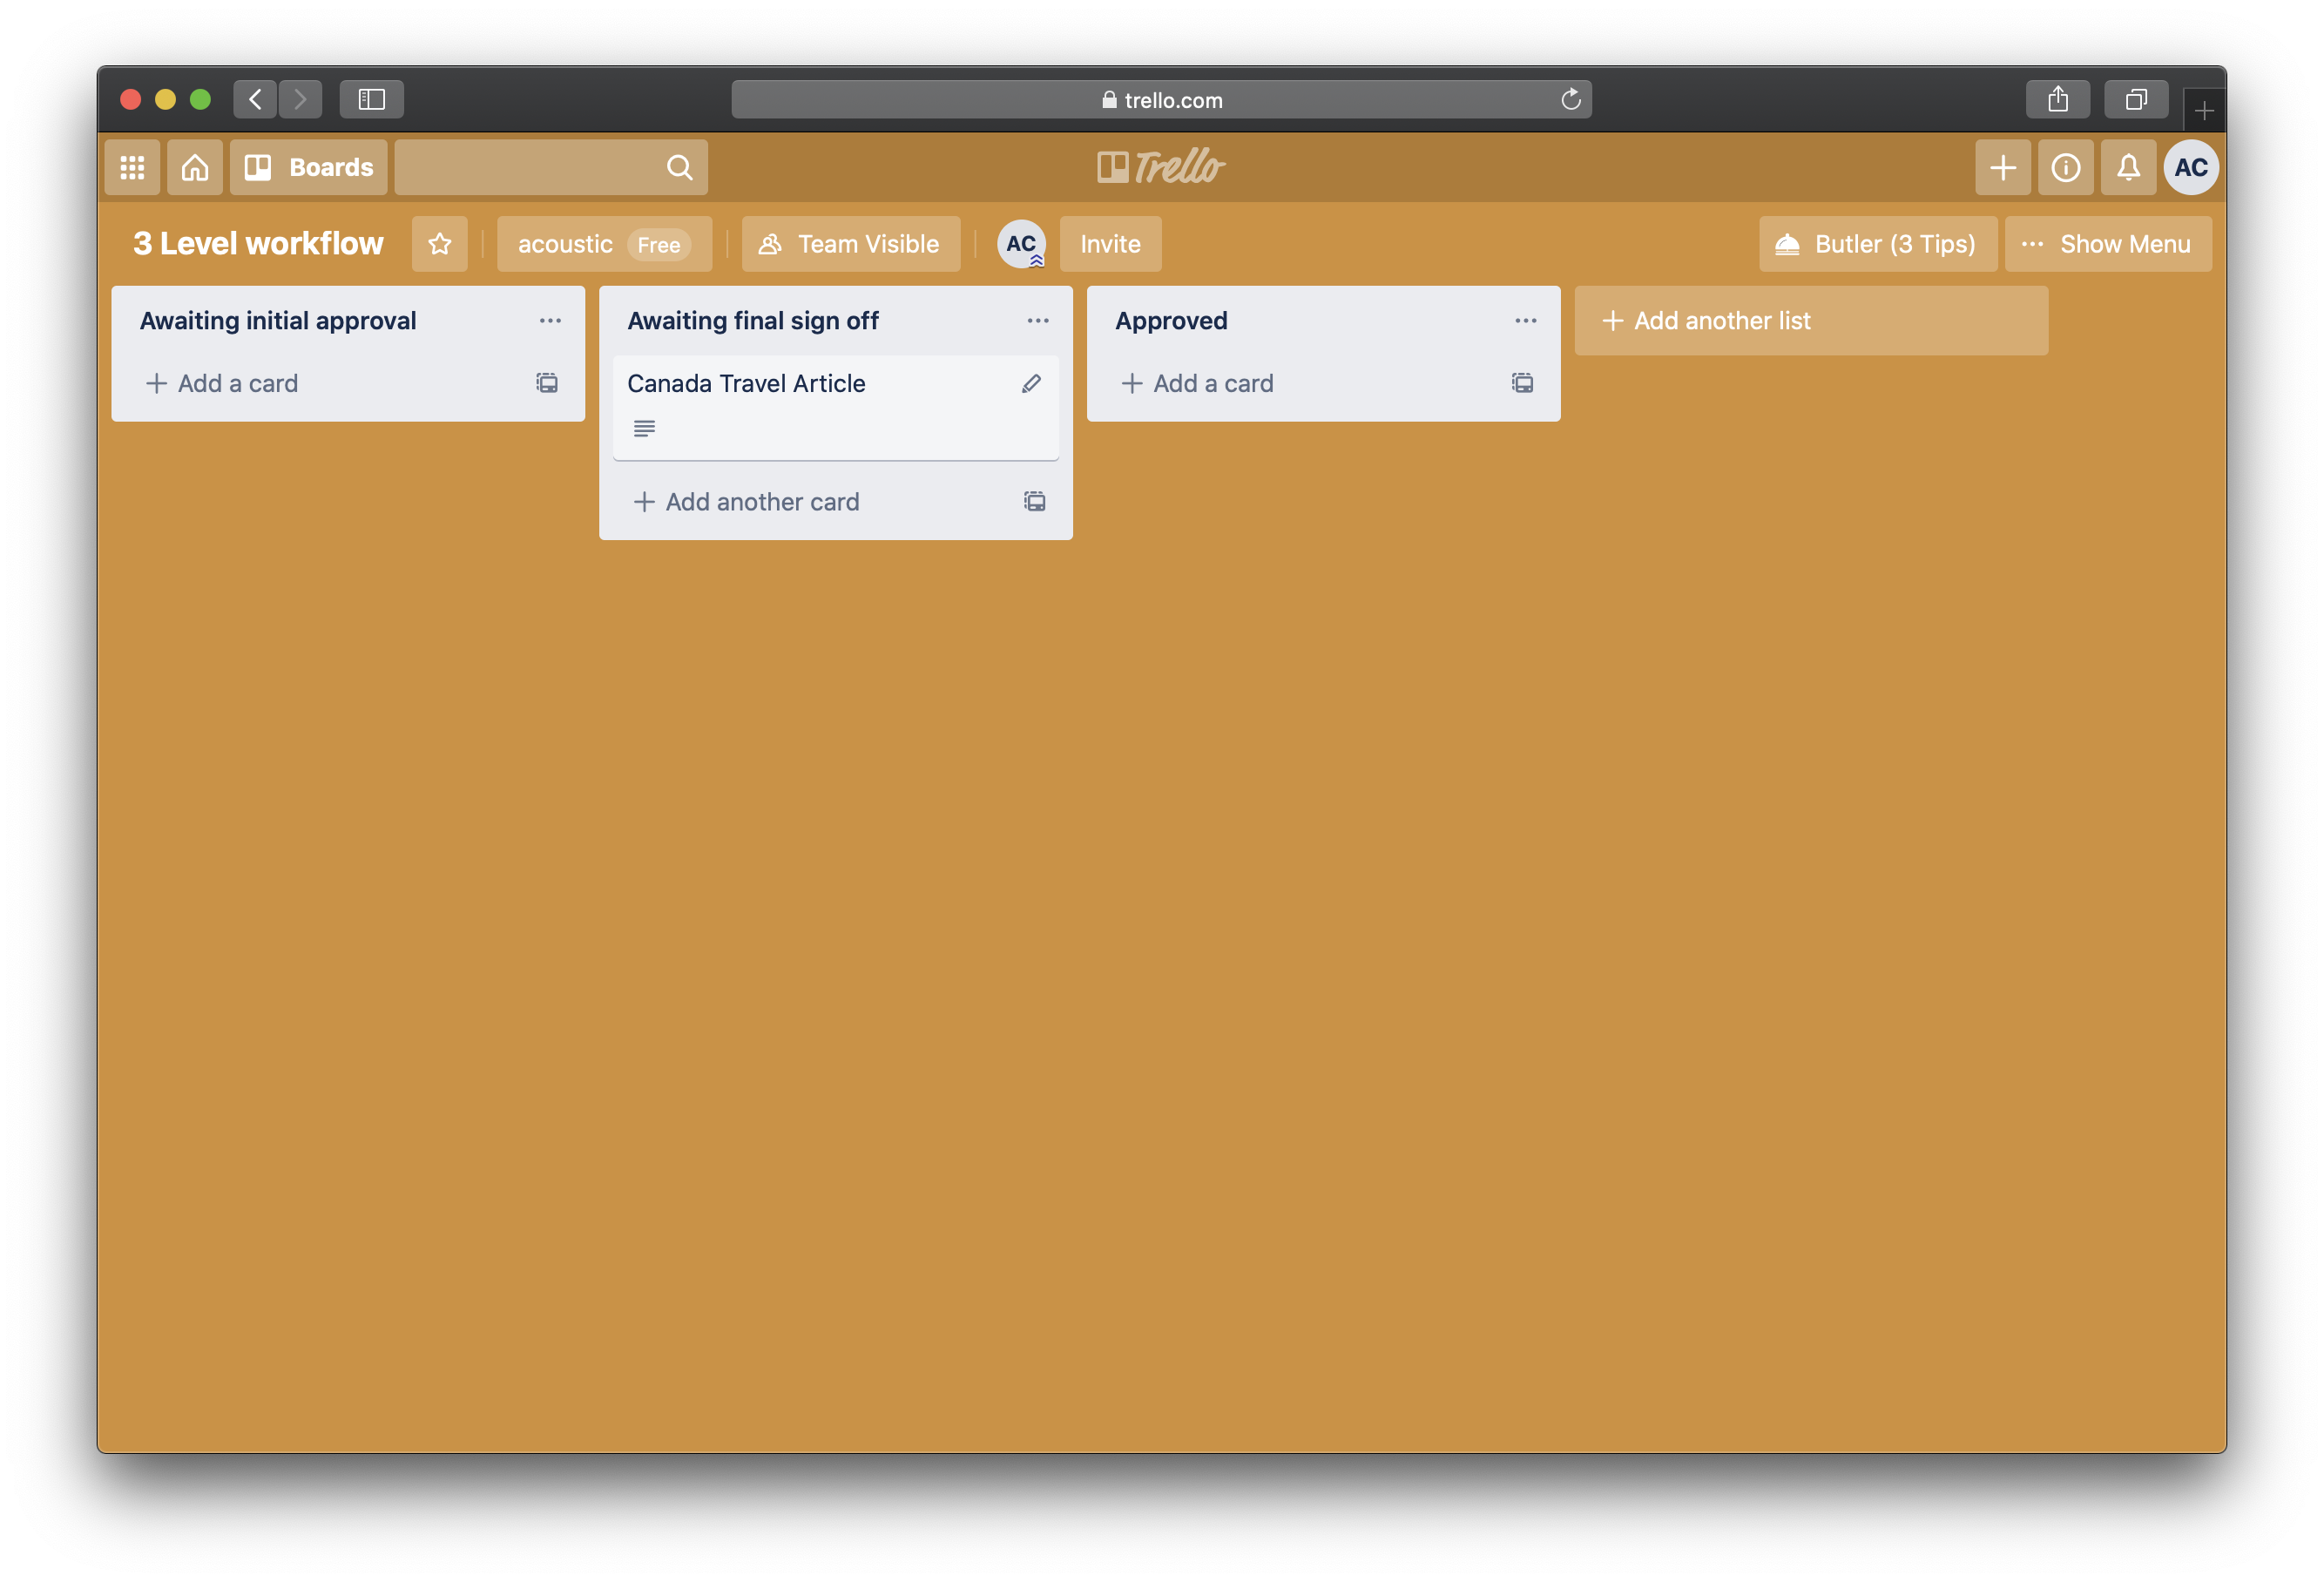 trello.com
Boards
Trello
AC
3 Level workflow
acoustic Free
Team Visible
AC
Invite
Butler (3 Tips)
Show Menu
Awaiting initial approval
Add a card
Awaiting final sign off
Canada Travel Article
Add another card
Approved
Add a card
Add another list